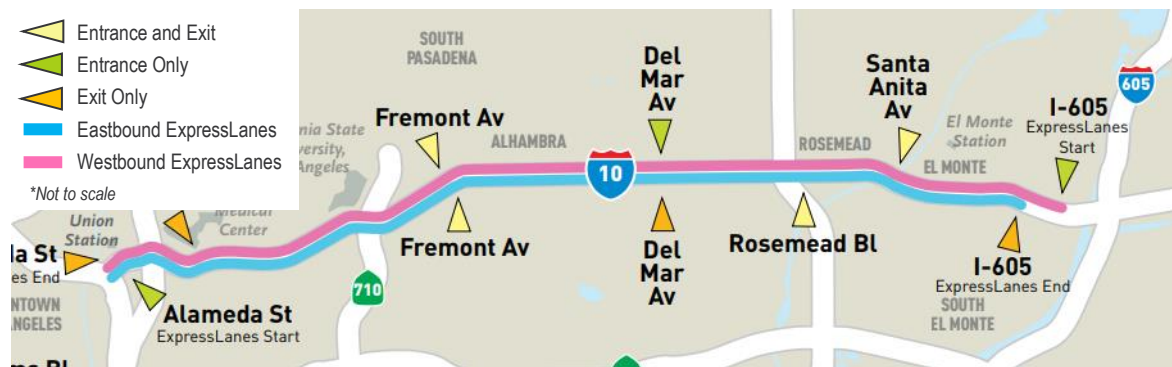 Entrance and Exit
Entrance Only
Exit Only
Eastbound ExpressLanes
Westbound ExpressLanes
*Not to scale
SOUTH
PASADENA
Del
Mar
Av
Santa
Anita
Av
605
I-605
ExpressLanes
Start
Fremont Av
ALHAMBRA
ROSEMEAD
El Monte
Station
EL MONTE
10
Medical
Center
Union
Station
Fremont Av
Del
Mar
Av
Rosemead Bl
I-605
ExpressLanes End
SOUTH
EL MONTE
710
Alameda St
ExpressLanes Start
St
End